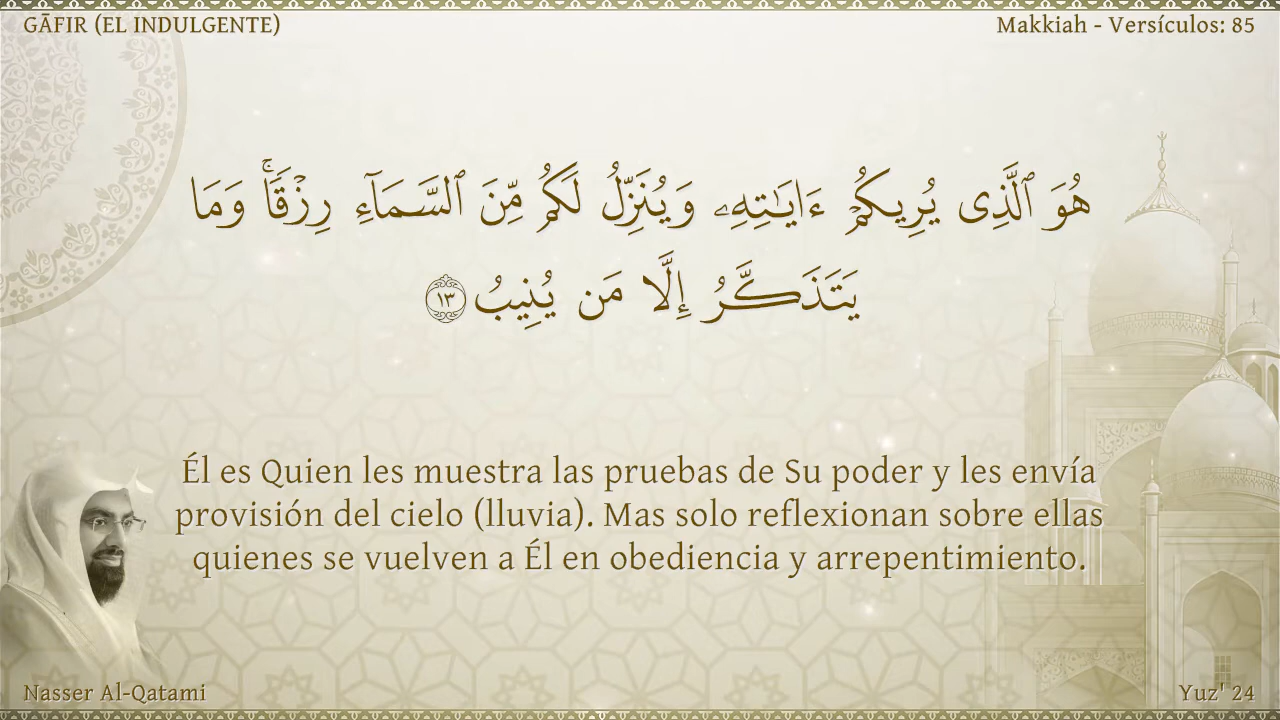 GĀFIR (EL INDULGENTE)
Makkiah - Versículos: 85
هُوَ ٱلَّذِى يُرِيكُمْ ءَايَـٰتِهِۦ وَيُنَزِّلُ لَكُم مِّنَ ٱلسَّمَآءِ رِزْقًۭا ۚ وَمَا
يَتَذَكَّرُ إِلَّا مَن يُنِيبُ ١٣
Él es Quien les muestra las pruebas de Su poder y les envía
provisión del cielo (lluvia). Mas solo reflexionan sobre ellas
quienes se vuelven a Él en obediencia y arrepentimiento.
Nasser Al-Qatami
Yuz' 24